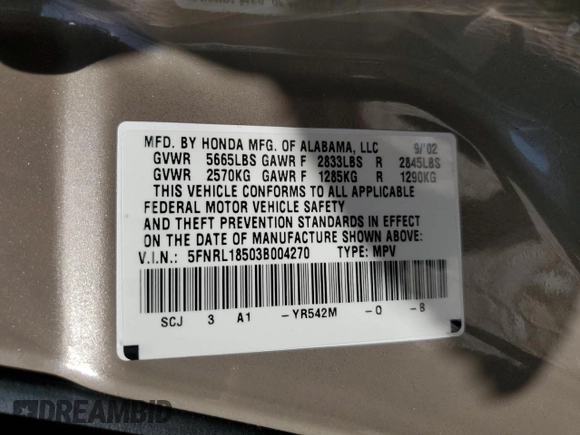 MFD. BY HONDA MFG. OF ALABAMA, LLC 9/'02
GVWR 5665LBS GAWR F 2833LBS R 2845LBS
GVWR 2570KG GAWR F 1285KG R 1290KG
THIS VEHICLE CONFORMS TO ALL APPLICABLE
FEDERAL MOTOR VEHICLE SAFETY
AND THEFT PREVENTION STANDARDS IN EFFECT
ON THE DATE OF MANUFACTURE SHOWN ABOVE:
V.I.N.: 5FNRL18503B004270 TYPE: MPV
SCJ 3 A1 -YR542M -0 -B
DREAMBID